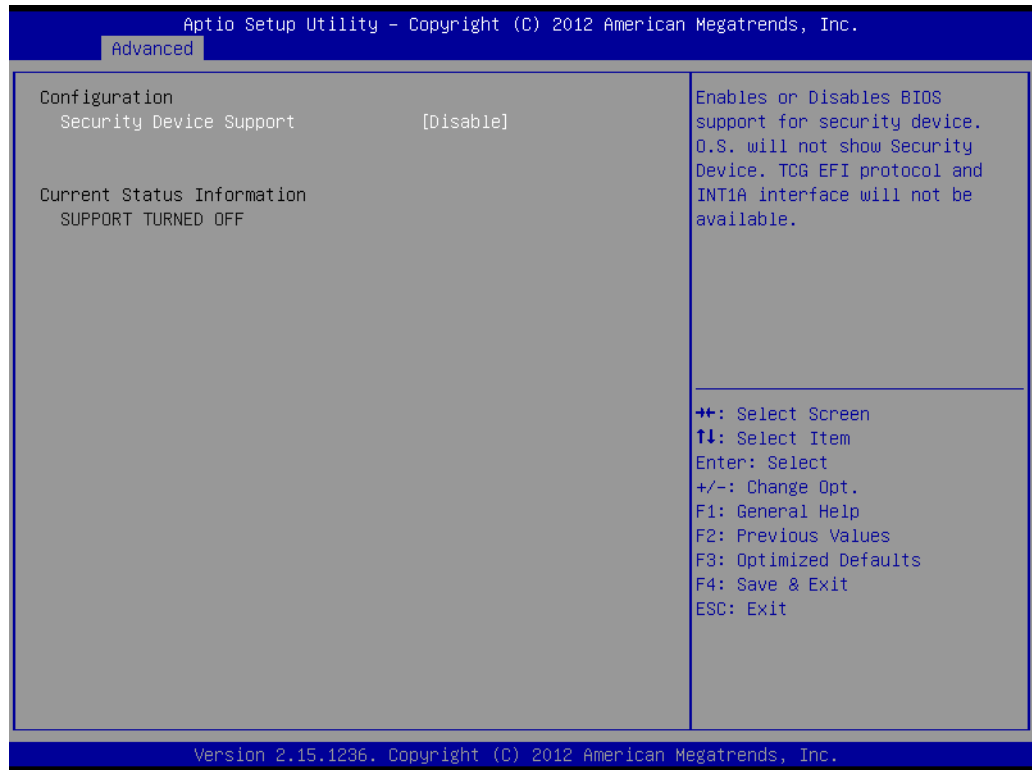 Aptio Setup Utility – Copyright (C) 2012 American Megatrends, Inc.
Advanced
Configuration
Security Device Support [Disable]
Current Status Information
SUPPORT TURNED OFF
Enables or Disables BIOS
support for security device.
O.S. will not show Security
Device. TCG EFI protocol and
INT1A interface will not be
available.
→←: Select Screen
↑↓: Select Item
Enter: Select
+/-: Change Opt.
F1: General Help
F2: Previous Values
F3: Optimized Defaults
F4: Save & Exit
ESC: Exit
Version 2.15.1236. Copyright (C) 2012 American Megatrends, Inc.